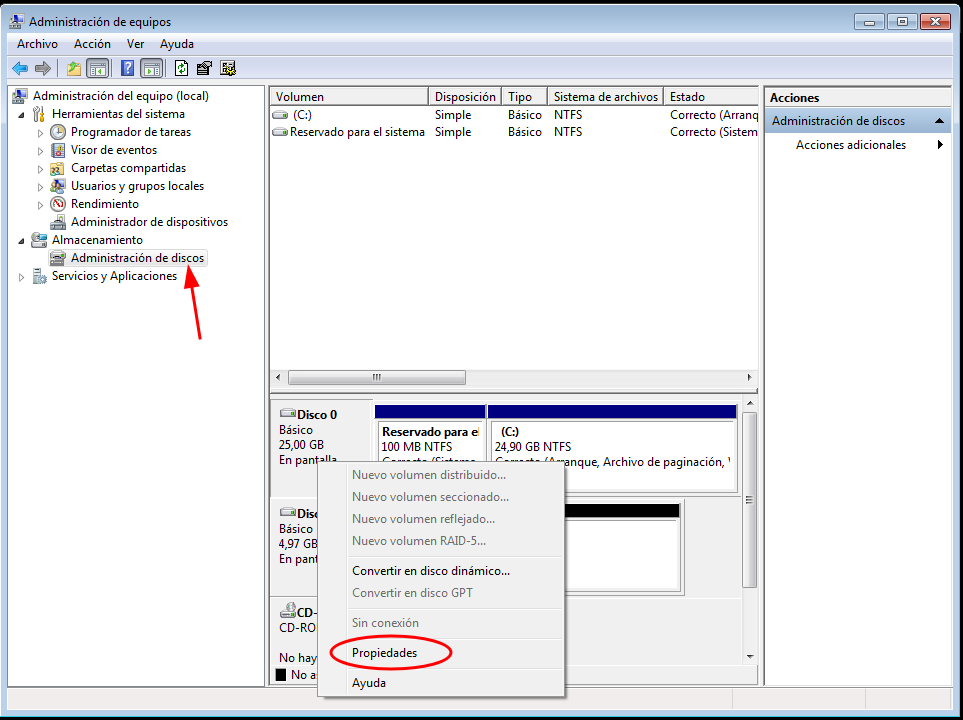 Administración de equipos
Archivo Acción Ver Ayuda
Administración del equipo (local)
Herramientas del sistema
Programador de tareas
Visor de eventos
Carpetas compartidas
Usuarios y grupos locales
Rendimiento
Administrador de dispositivos
Almacenamiento
Administración de discos
Servicios y Aplicaciones
Volumen Disposición Tipo Sistema de archivos Estado
(C:) Simple Básico NTFS Correcto (Arranq
Reservado para el sistema Simple Básico NTFS Correcto (Sistem
Disco 0
Básico
25,00 GB
En pantalla
Reservado para el
100 MB NTFS
Correcto (Sistema
(C:)
24,90 GB NTFS
Correcto (Arranque, Archivo de paginación, V
Disc
Básico
4,97 GB
En pant
CD-
CD-RO
No hay
No as
Nuevo volumen distribuido...
Nuevo volumen seccionado...
Nuevo volumen reflejado...
Nuevo volumen RAID-5...
Convertir en disco dinámico...
Convertir en disco GPT
Sin conexión
Propiedades
Ayuda
Acciones
Administración de discos
Acciones adicionales